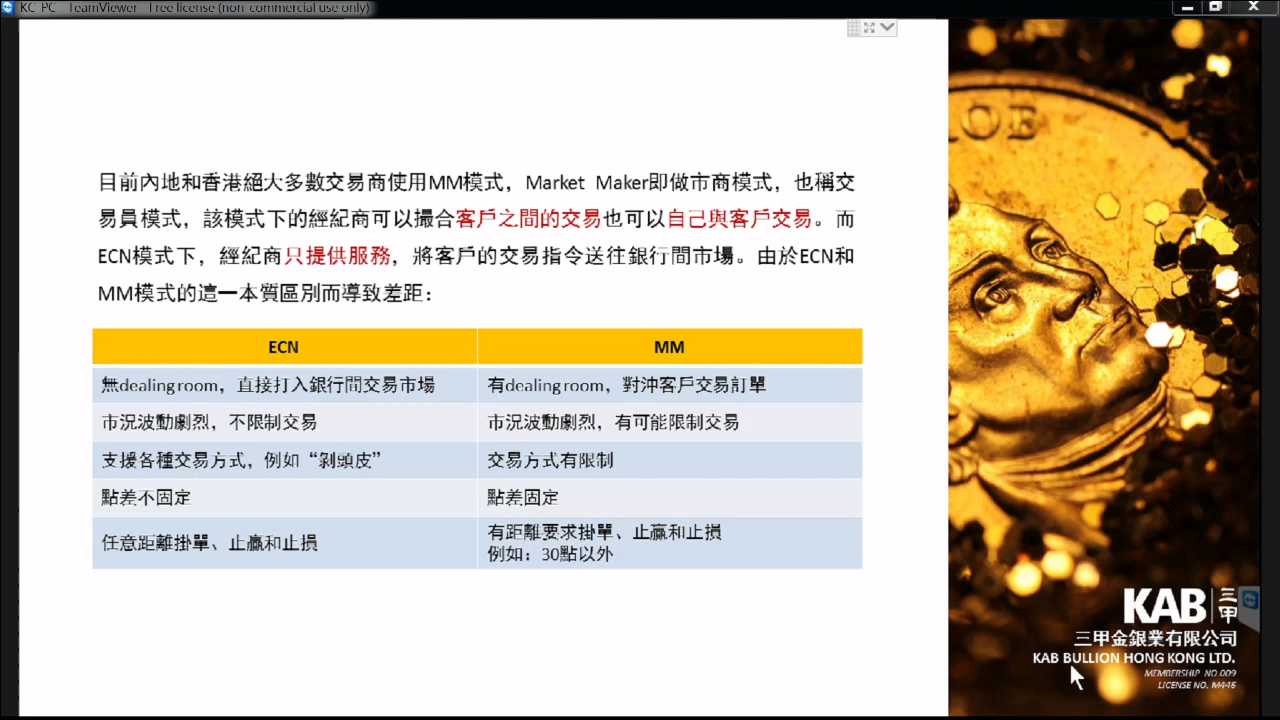 KC-PC - TeamViewer - Free license (non-commercial use only)
目前內地和香港絕大多數交易商使用MM模式，Market Maker即做市商模式，也稱交
易員模式，該模式下的經紀商可以撮合客戶之間的交易也可以自己與客戶交易。而
ECN模式下，經紀商只提供服務，將客戶的交易指令送往銀行間市場。由於ECN和
MM模式的這一本質區別而導致差距：
ECN
MM
無dealing room，直接打入銀行間交易市場
有dealing room，對沖客戶交易訂單
市況波動劇烈，不限制交易
市況波動劇烈，有可能限制交易
支援各種交易方式，例如“剝頭皮”
交易方式有限制
點差不固定
點差固定
任意距離掛單、止贏和止損
有距離要求掛單、止贏和止損
例如：30點以外
OE
KAB 三甲
三甲金銀業有限公司
KAB BULLION HONG KONG LTD.
MEMBERSHIP NO.009
LICENSE NO. M446